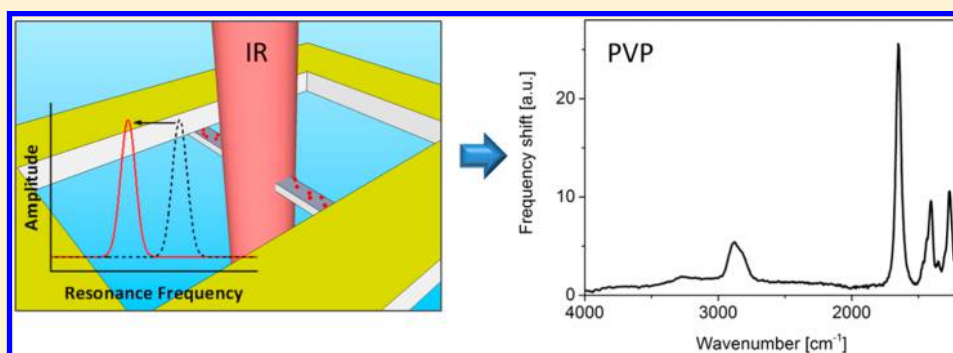 IR
Amplitude
Resonance Frequency
PVP
Frequency shift [a.u.]
20
10
0
4000
3000
2000
Wavenumber [cm⁻¹]